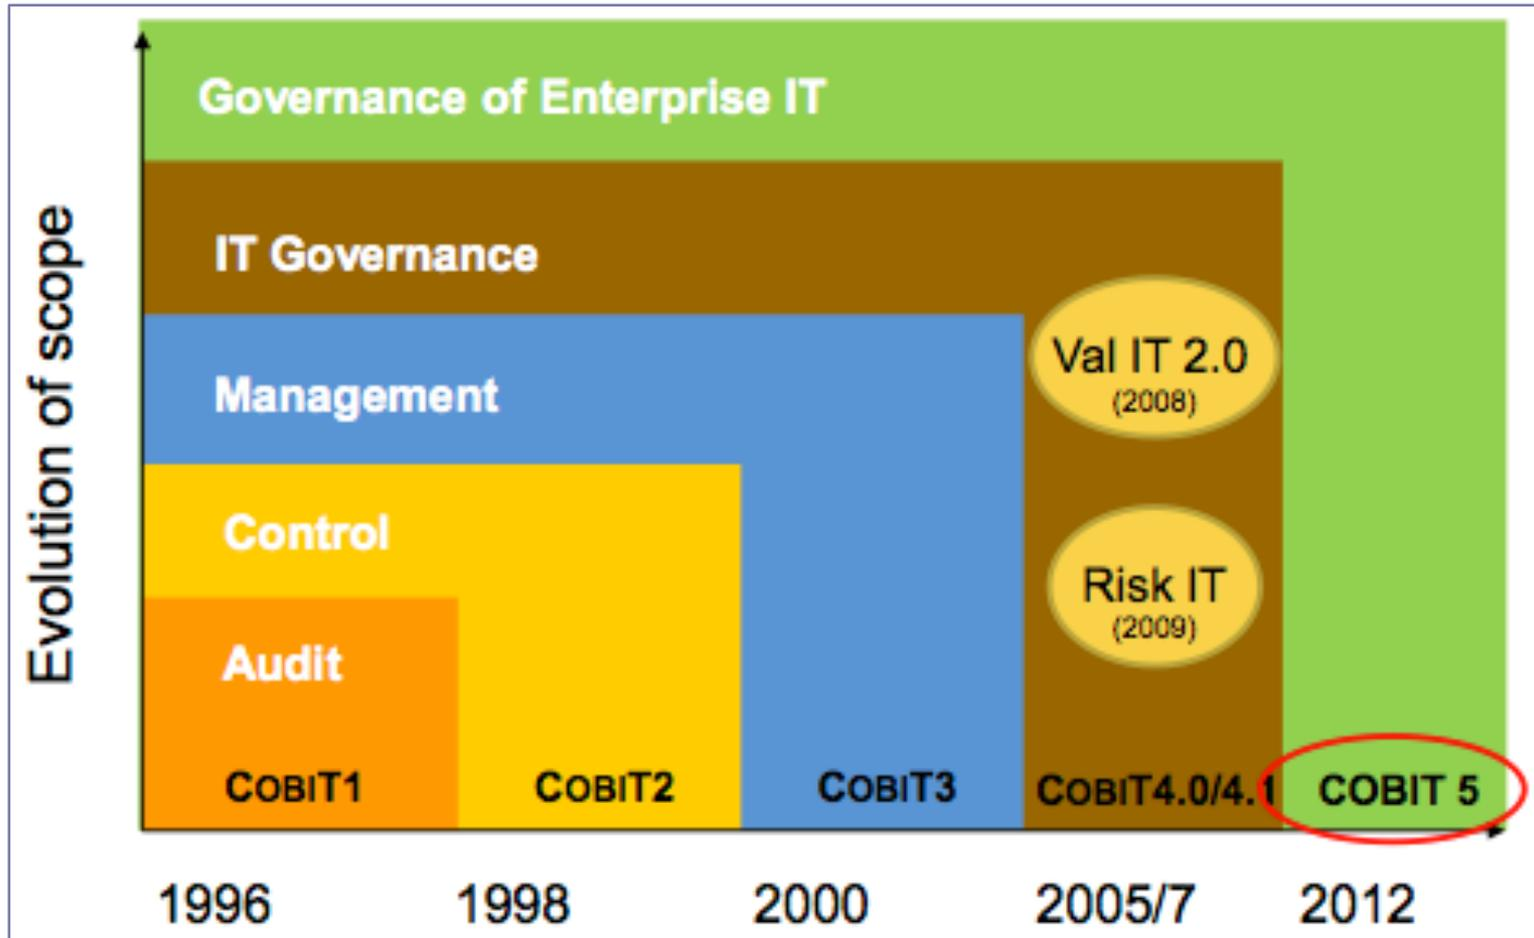 Governance of Enterprise IT
IT Governance
Val IT 2.0
(2008)
Management
Control
Risk IT
(2009)
Audit
COBIT1
COBIT2
COBIT3
COBIT4.0/4.1
COBIT 5
Evolution of scope
1996
1998
2000
2005/7
2012